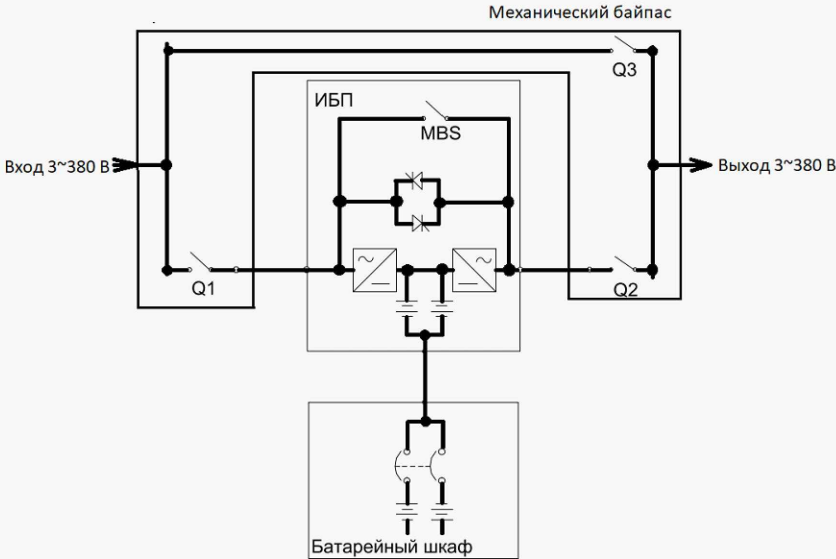 Механический байпас
Q3
ИБП
MBS
Вход 3~380 В
Выход 3~380 В
Q1
Q2
Батарейный шкаф